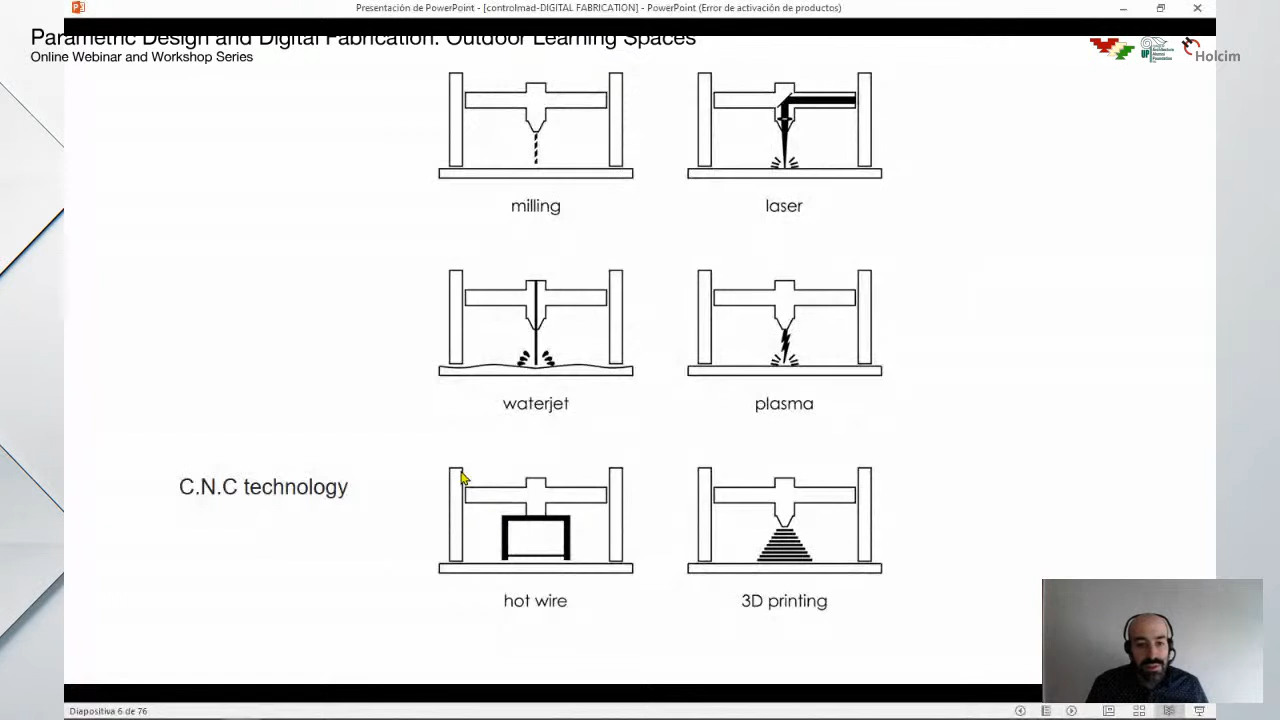 Presentación de PowerPoint - [controlmad-DIGITAL FABRICATION] - PowerPoint (Error de activación de productos)
Parametric Design and Digital Fabrication: Outdoor Learning Spaces
Online Webinar and Workshop Series
UP
Holcim
milling
laser
waterjet
plasma
C.N.C technology
hot wire
3D printing
Diapositiva 6 de 76